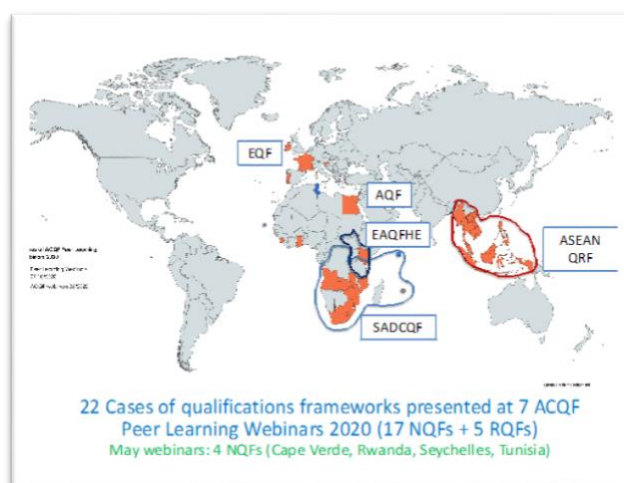 EQF
AQF
EAQFHE
ASEAN
QRF
SADCQF
22 Cases of qualifications frameworks presented at 7 ACQF
Peer Learning Webinars 2020 (17 NQFs + 5 RQFs)
May webinars: 4 NQFs (Cape Verde, Rwanda, Seychelles, Tunisia)